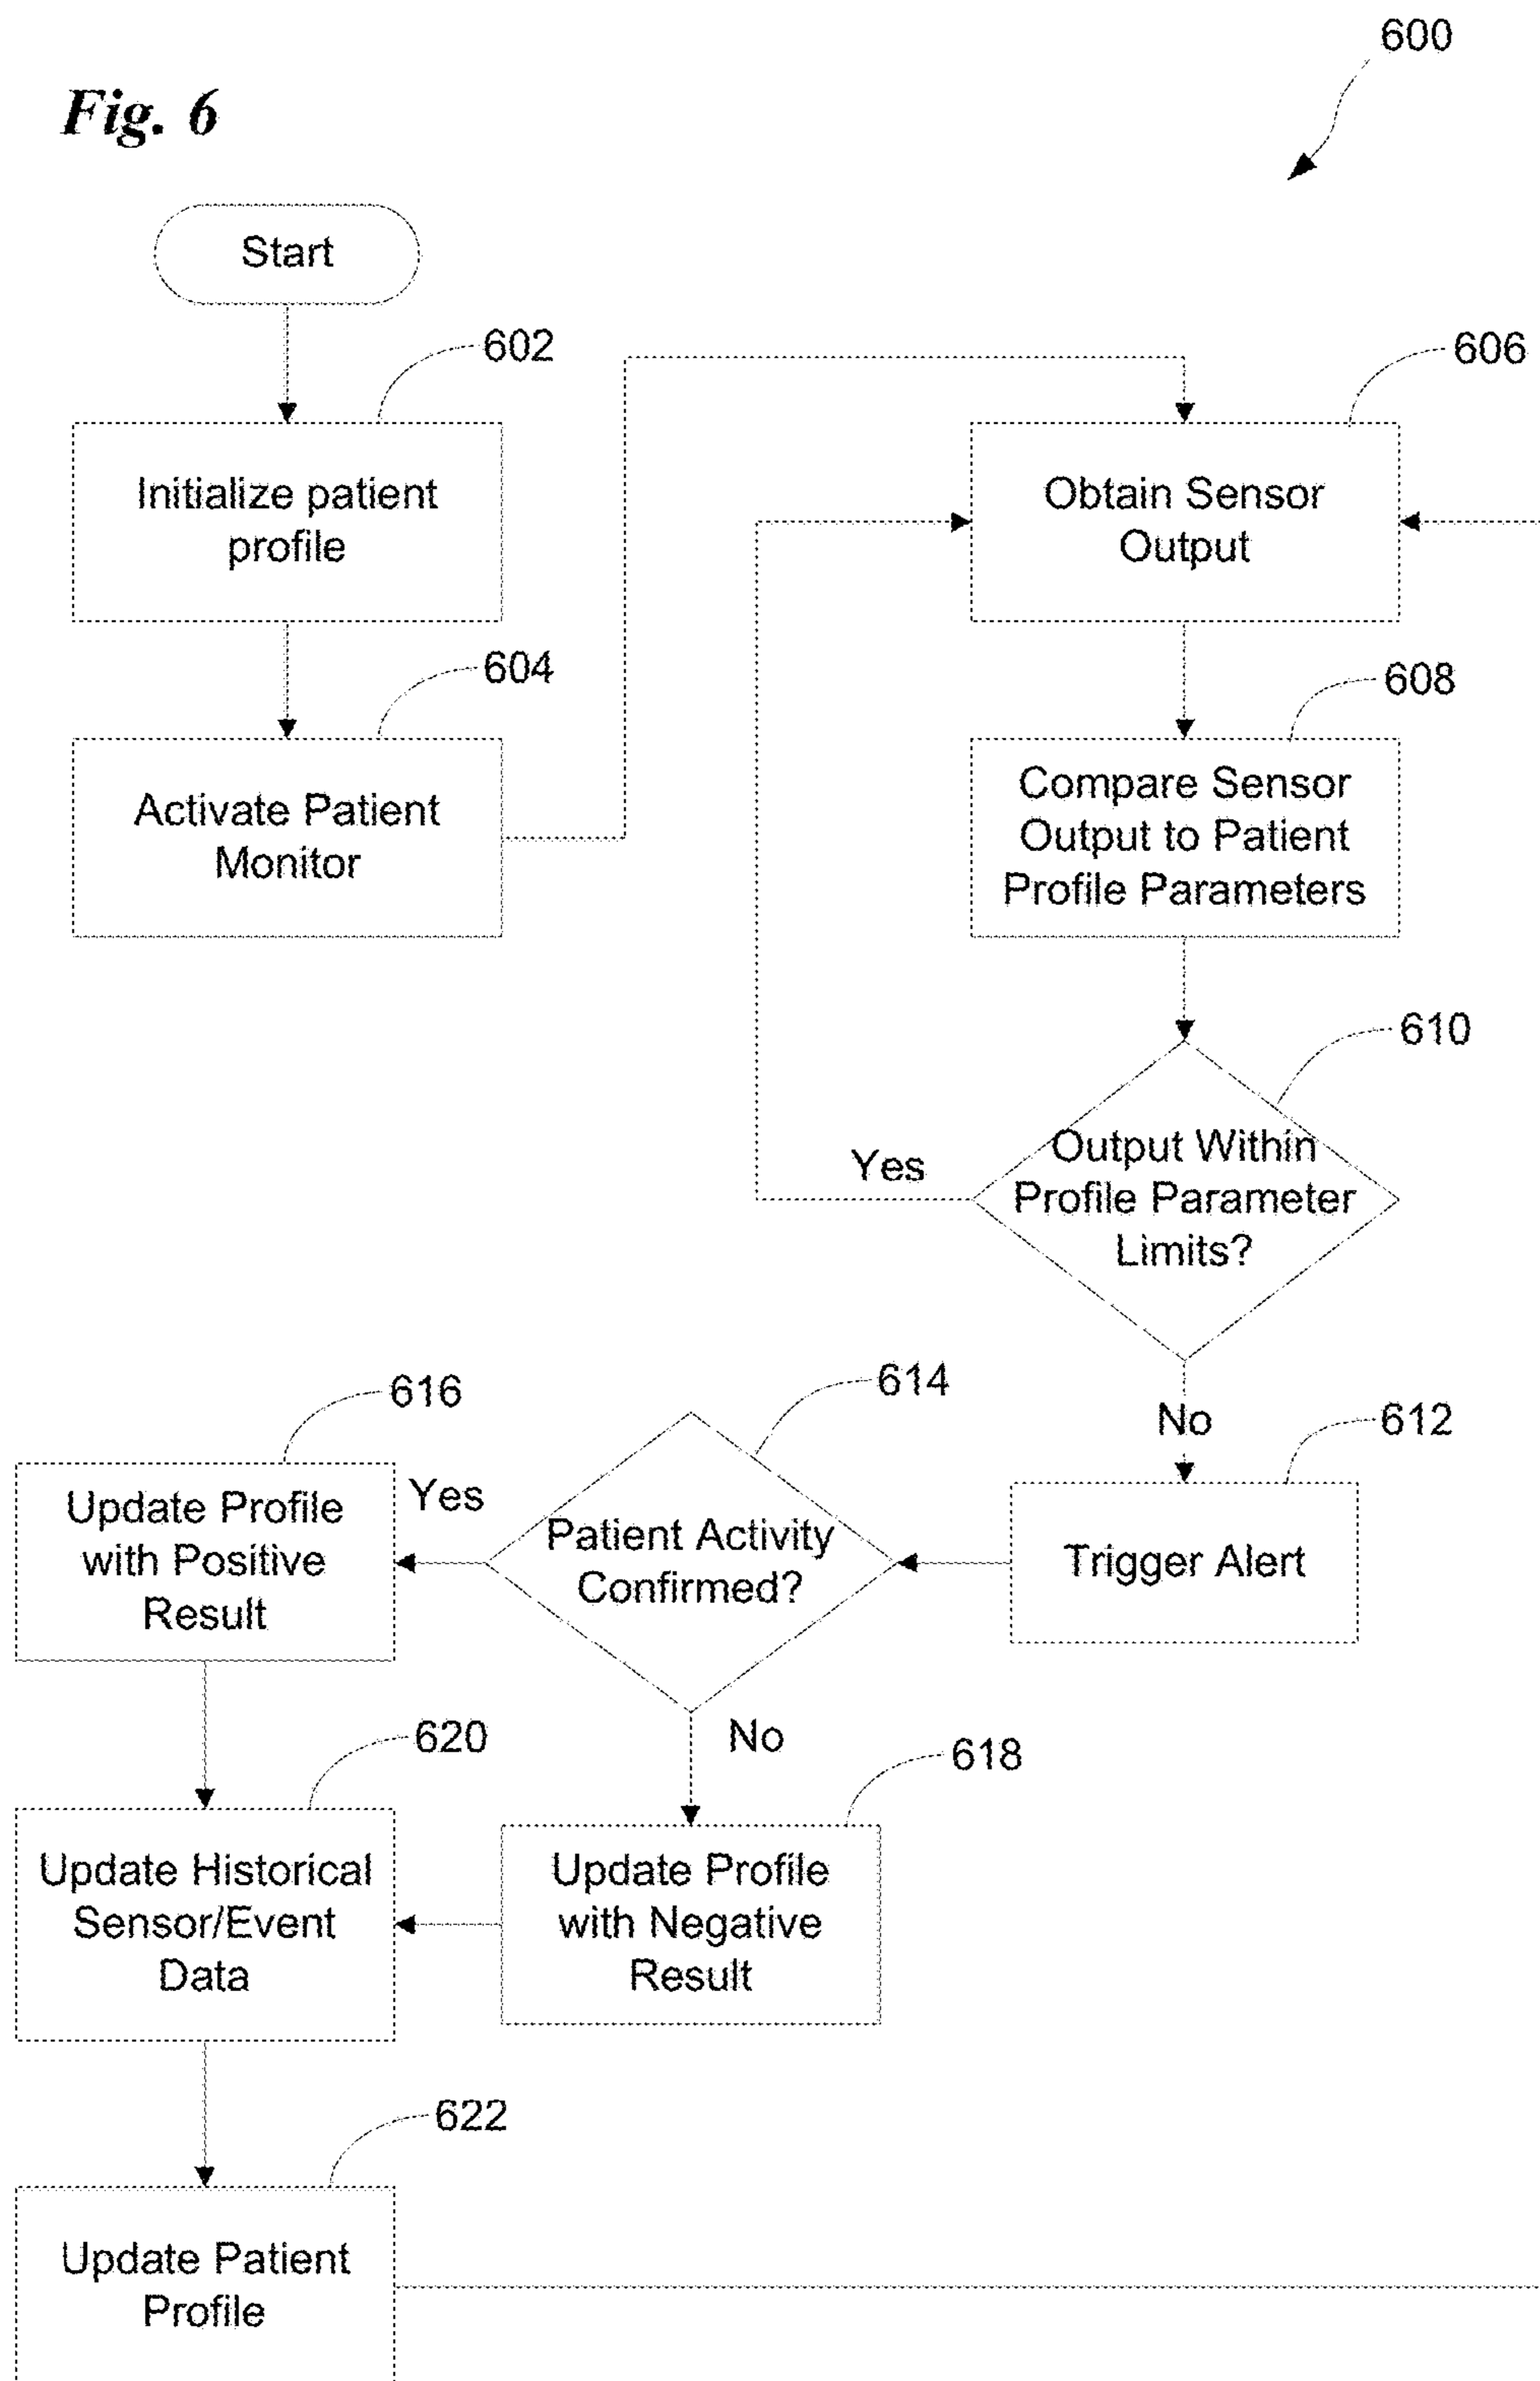 600
Fig. 6
Start
602
606
Initialize patient
profile
Obtain Sensor
Output
604
608
Activate Patient
Monitor
Compare Sensor
Output to Patient
Profile Parameters
610
Output Within
Profile Parameter
Limits?
Yes
No
612
Trigger Alert
614
Patient Activity
Confirmed?
Yes
616
Update Profile
with Positive
Result
No
618
Update Profile
with Negative
Result
620
Update Historical
Sensor/Event
Data
622
Update Patient
Profile